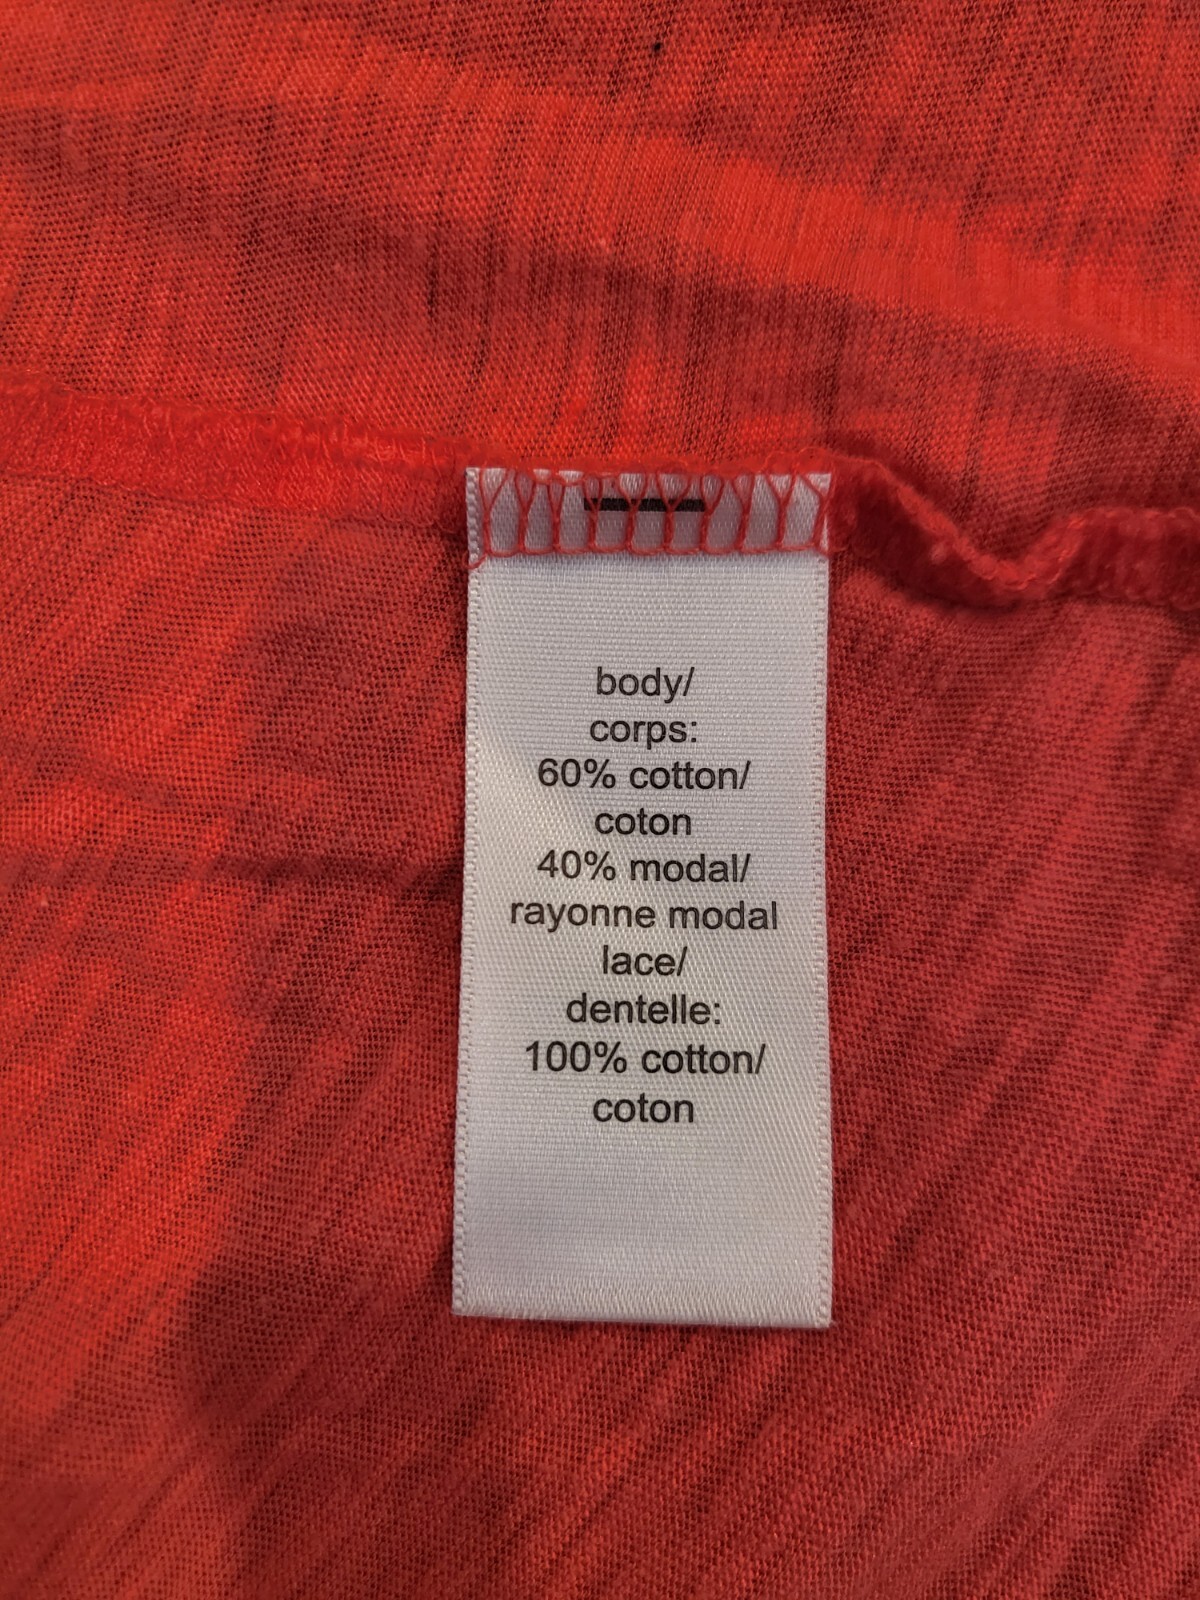 body/
corps:
60% cotton/
coton
40% modal/
rayonne modal
lace/
dentelle:
100% cotton/
coton